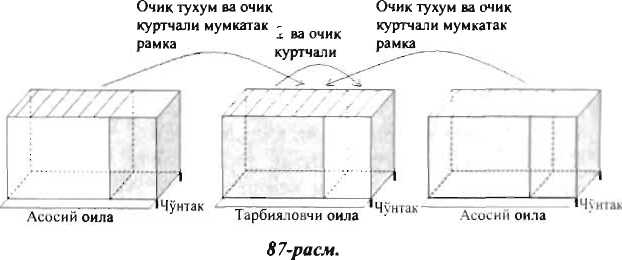 Очик тухум ва очик
куртчали мумкатак
рамка
ва очик
куртчали
Очик тухум ва очик
куртчали мумкатак
рамка
Асосий оила
Чўнтак
Тарбияловчи оила
Чўнтак
Асосий оила
Чўнтак
87-расм.